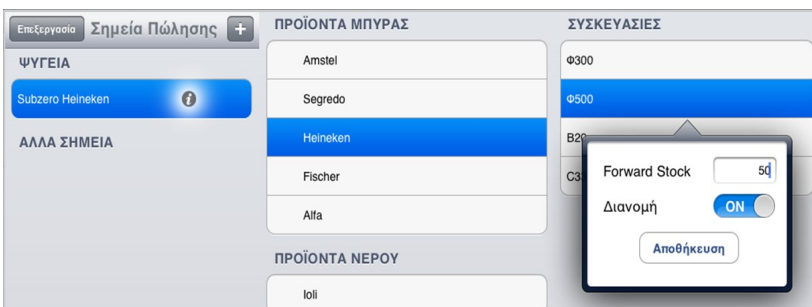 Επεξεργασία
Σημεία Πώλησης
+
ΨΥΓΕΙΑ
Subzero Heineken
ΑΛΛΑ ΣΗΜΕΙΑ
ΠΡΟΪΟΝΤΑ ΜΠΥΡΑΣ
Amstel
Segredo
Heineken
Fischer
Alfa
ΠΡΟΪΟΝΤΑ ΝΕΡΟΥ
Ioli
ΣΥΣΚΕΥΑΣΙΕΣ
Φ300
Φ500
Forward Stock 50
Διανομή ON
Αποθήκευση